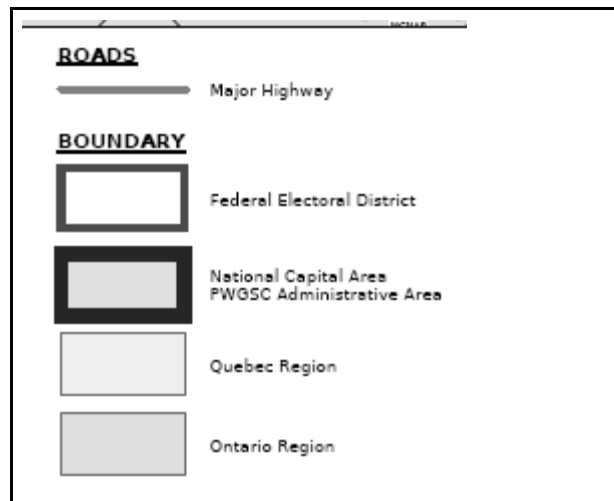 ROADS
Major Highway
BOUNDARY
Federal Electoral District
National Capital Area
PWGSC Administrative Area
Quebec Region
Ontario Region